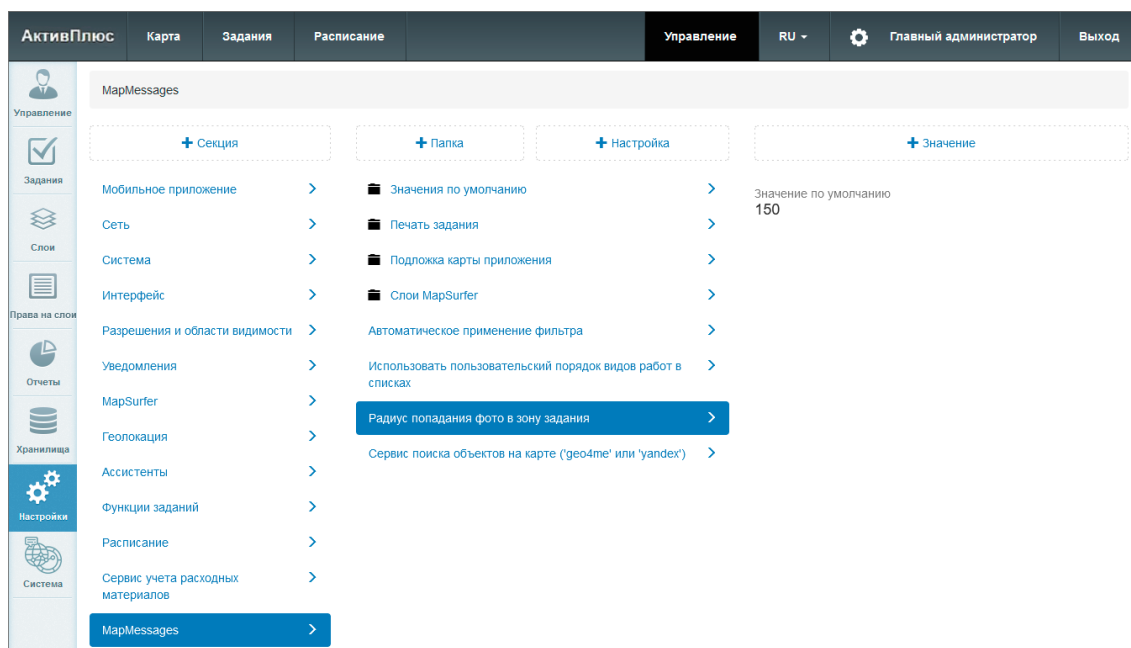 АктивПлюс Карта Задания Расписание Управление RU Главный администратор Выход
Управление
Задания
Слои
Права на слои
Отчеты
Хранилища
Настройки
Система
MapMessages
+ Секция
Мобильное приложение
Сеть
Система
Интерфейс
Разрешения и области видимости
Уведомления
MapSurfer
Геолокация
Ассистенты
Функции заданий
Расписание
Сервис учета расходных
материалов
MapMessages
+ Папка + Настройка
Значения по умолчанию
Печать задания
Подложка карты приложения
Слои MapSurfer
Автоматическое применение фильтра
Использовать пользовательский порядок видов работ в
списках
Радиус попадания фото в зону задания
Сервис поиска объектов на карте ('geo4me' или 'yandex')
+ Значение
Значение по умолчанию
150